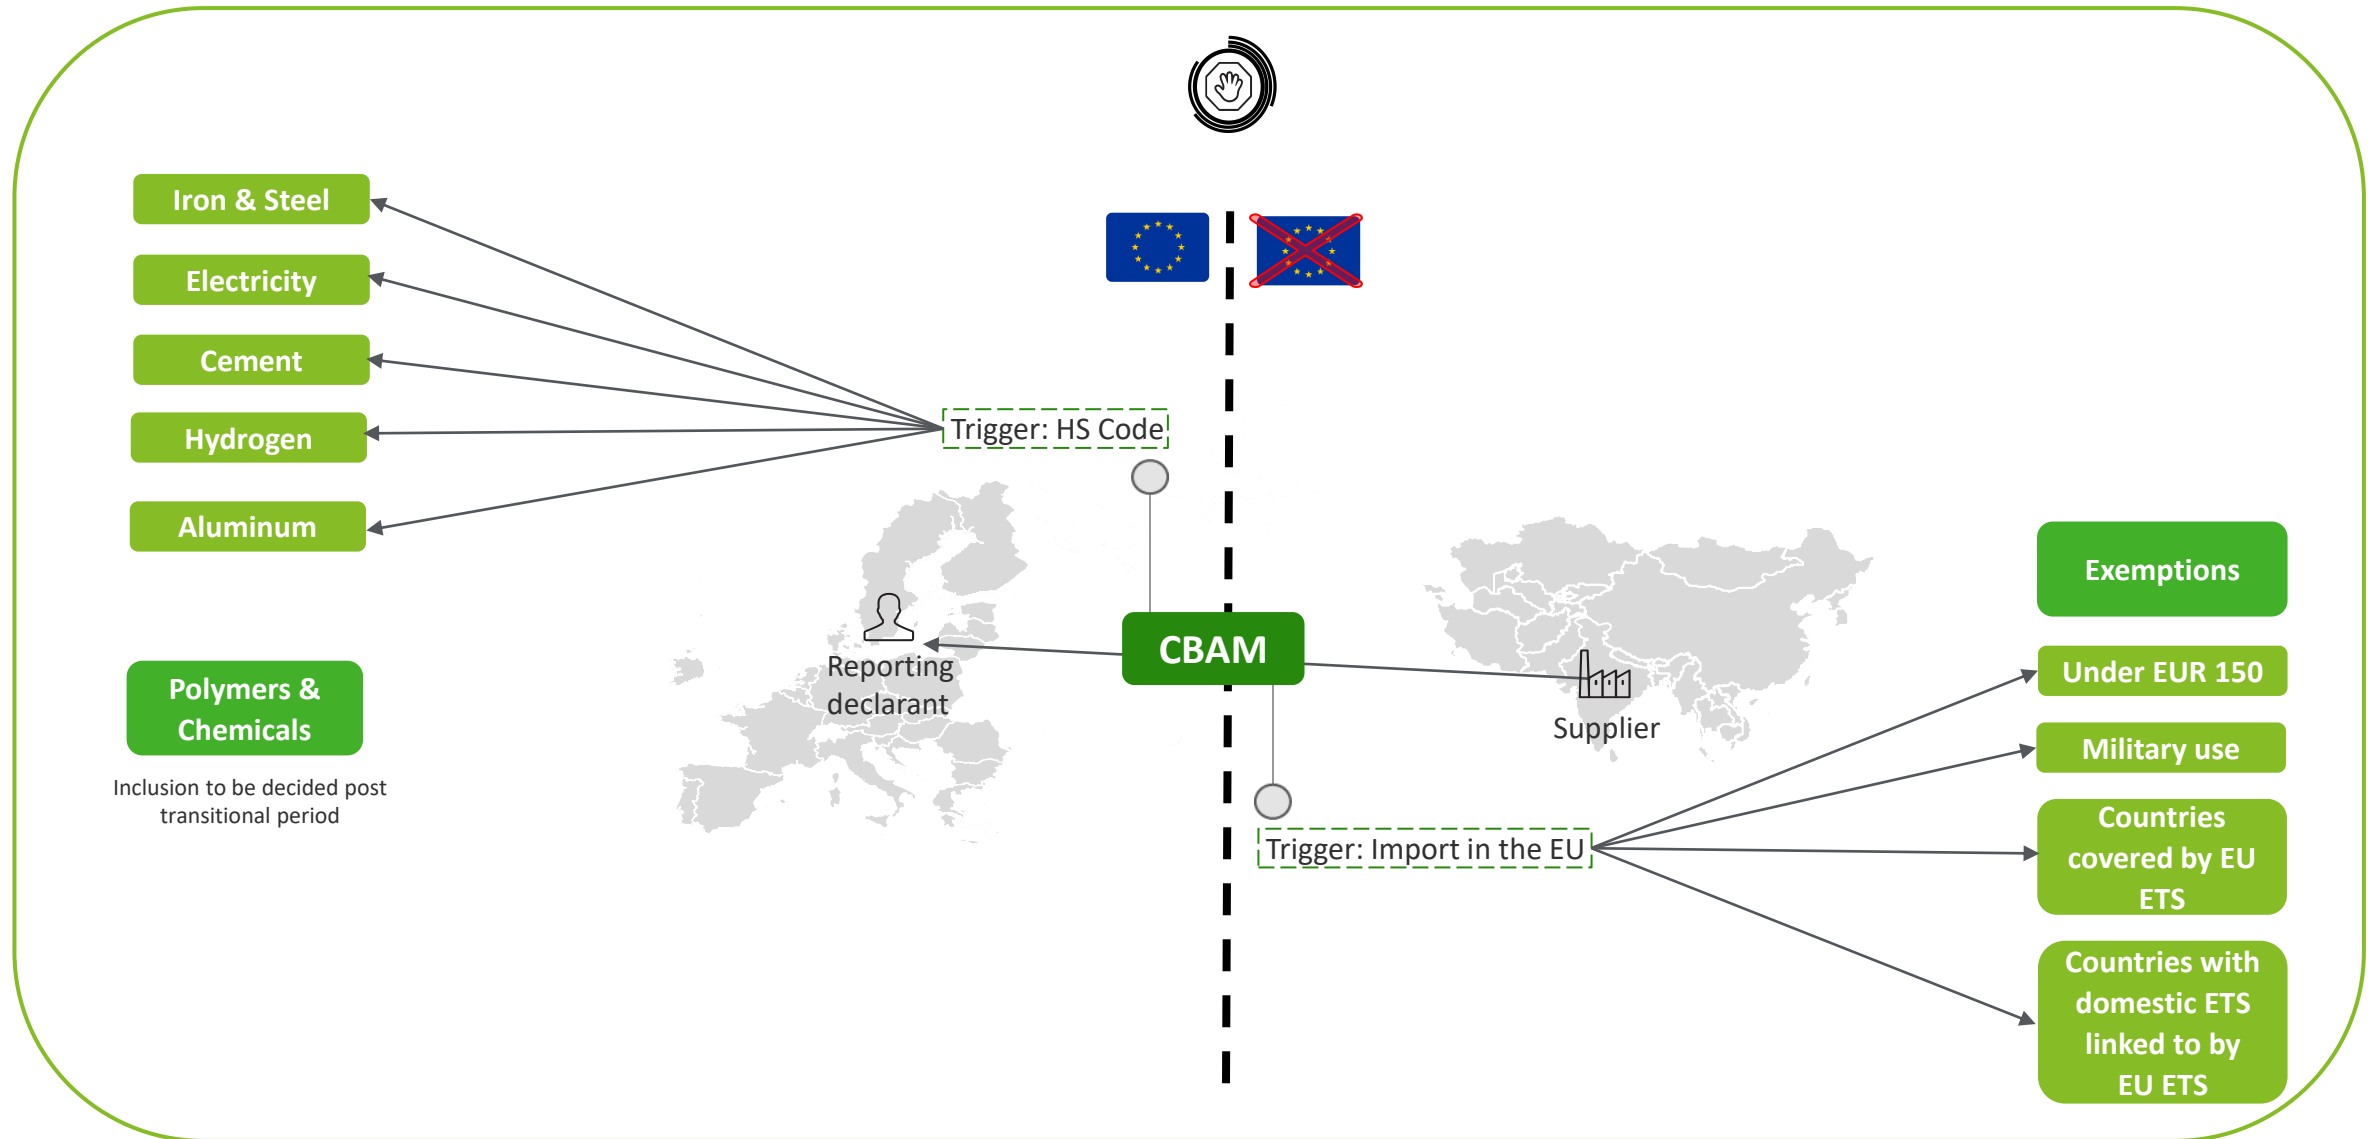 Iron & Steel
Electricity
Cement
Hydrogen
Aluminum
Polymers &
Chemicals
Inclusion to be decided post
transitional period
Trigger: HS Code
Reporting
declarant
CBAM
Supplier
Trigger: Import in the EU
Exemptions
Under EUR 150
Military use
Countries
covered by EU
ETS
Countries with
domestic ETS
linked to by
EU ETS